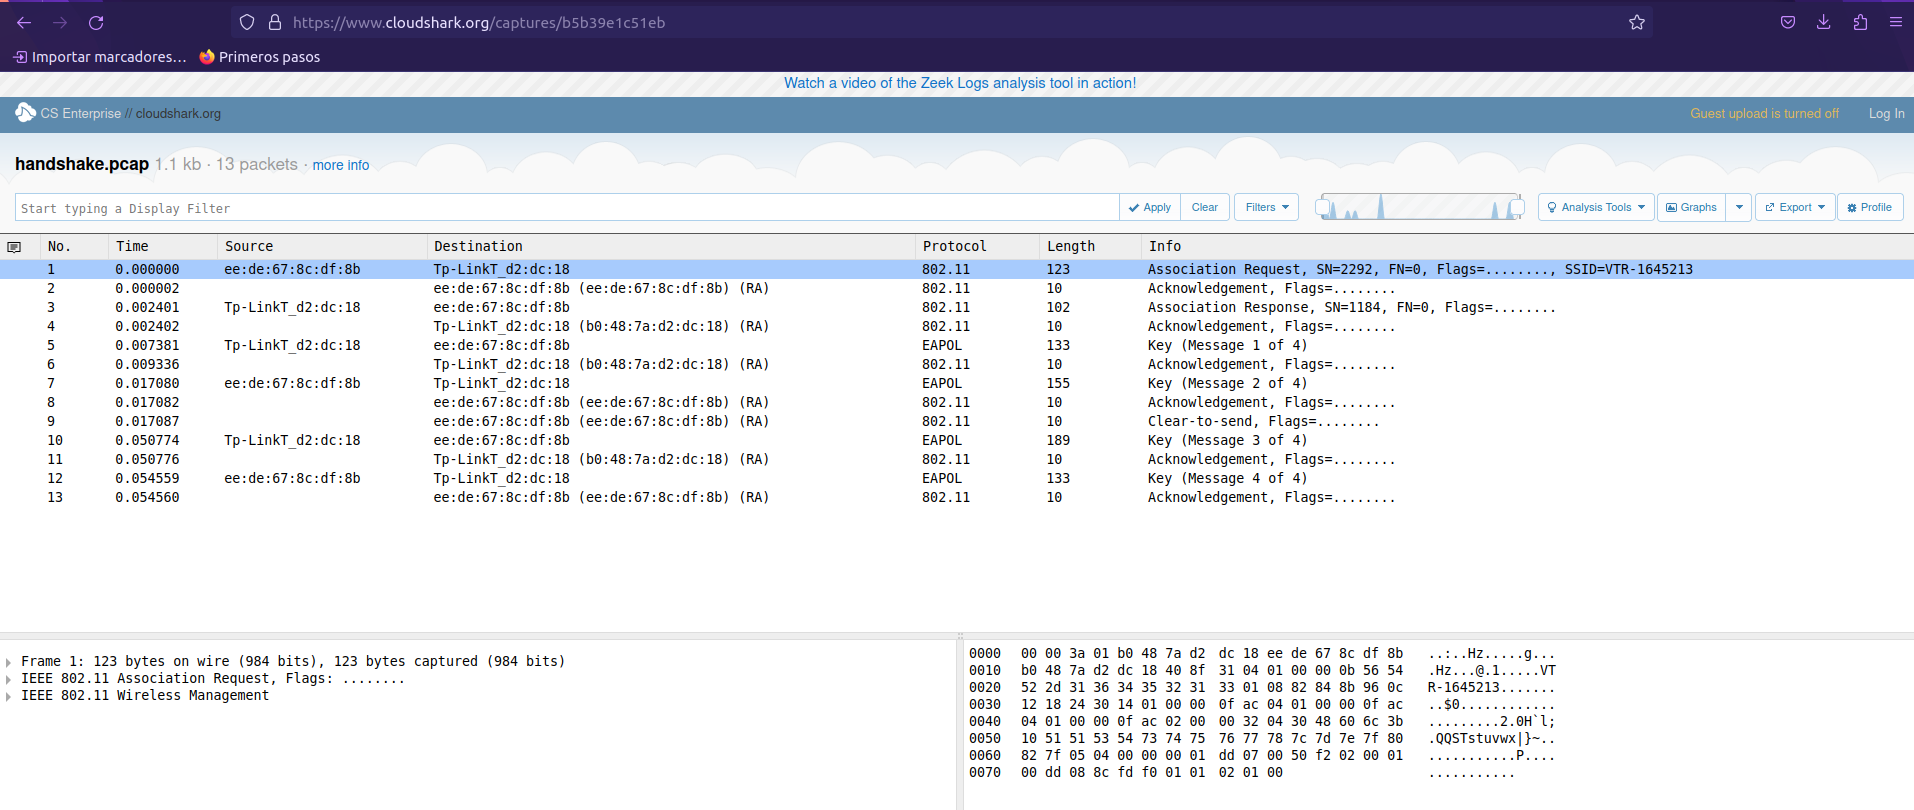 https://www.cloudshark.org/captures/b5b39e1c51eb
Importar marcadores... Primeros pasos
Watch a video of the Zeek Logs analysis tool in action!
CS Enterprise // cloudshark.org Guest upload is turned off Log In
handshake.pcap 1.1 kb · 13 packets · more info
Start typing a Display Filter Apply Clear Filters Analysis Tools Graphs Export Profile
No. Time Source Destination Protocol Length Info
1 0.000000 ee:de:67:8c:df:8b Tp-LinkT_d2:dc:18 802.11 123 Association Request, SN=2292, FN=0, Flags=........, SSID=VTR-1645213
2 0.000002 ee:de:67:8c:df:8b (ee:de:67:8c:df:8b) (RA) 802.11 10 Acknowledgement, Flags=........
3 0.002401 Tp-LinkT_d2:dc:18 ee:de:67:8c:df:8b 802.11 102 Association Response, SN=1184, FN=0, Flags=........
4 0.002402 Tp-LinkT_d2:dc:18 (b0:48:7a:d2:dc:18) (RA) 802.11 10 Acknowledgement, Flags=........
5 0.007381 Tp-LinkT_d2:dc:18 ee:de:67:8c:df:8b EAPOL 133 Key (Message 1 of 4)
6 0.009336 Tp-LinkT_d2:dc:18 (b0:48:7a:d2:dc:18) (RA) 802.11 10 Acknowledgement, Flags=........
7 0.017080 ee:de:67:8c:df:8b Tp-LinkT_d2:dc:18 EAPOL 155 Key (Message 2 of 4)
8 0.017082 ee:de:67:8c:df:8b (ee:de:67:8c:df:8b) (RA) 802.11 10 Acknowledgement, Flags=........
9 0.017087 ee:de:67:8c:df:8b (ee:de:67:8c:df:8b) (RA) 802.11 10 Clear-to-send, Flags=........
10 0.050774 Tp-LinkT_d2:dc:18 ee:de:67:8c:df:8b EAPOL 189 Key (Message 3 of 4)
11 0.050776 Tp-LinkT_d2:dc:18 (b0:48:7a:d2:dc:18) (RA) 802.11 10 Acknowledgement, Flags=........
12 0.054559 ee:de:67:8c:df:8b Tp-LinkT_d2:dc:18 EAPOL 133 Key (Message 4 of 4)
13 0.054560 ee:de:67:8c:df:8b (ee:de:67:8c:df:8b) (RA) 802.11 10 Acknowledgement, Flags=........
Frame 1: 123 bytes on wire (984 bits), 123 bytes captured (984 bits)
IEEE 802.11 Association Request, Flags: ........
IEEE 802.11 Wireless Management
0000 00 00 3a 01 b0 48 7a d2 dc 18 ee de 67 8c df 8b ..:..Hz.....g...
0010 b0 48 7a d2 dc 18 40 8f 31 04 01 00 00 0b 56 54 .Hz...@.1.....VT
0020 52 2d 31 36 34 35 32 31 33 01 08 82 84 8b 96 0c R-1645213.......
0030 12 18 24 30 14 01 00 00 0f ac 04 01 00 00 0f ac ..$0............
0040 04 01 00 00 0f ac 02 00 00 32 04 30 48 60 6c 3b .........2.0H`l;
0050 10 51 51 53 54 73 74 75 76 77 78 7c 7d 7e 7f 80 .QQSTstuvwx|}~..
0060 82 7f 05 04 00 00 00 01 dd 07 00 50 f2 02 00 01 ...........P....
0070 00 dd 08 8c fd f0 01 01 02 01 00 ...........